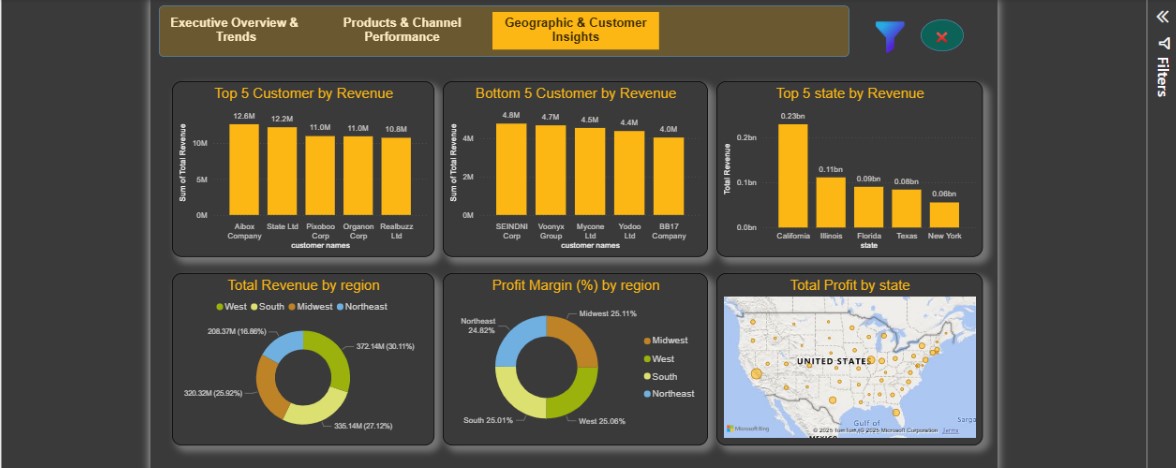 Executive Overview &
Trends
Products & Channel
Performance
Geographic & Customer
Insights
Filters
Top 5 Customer by Revenue
Sum of Total Revenue
10M
5M
0M
12.6M
12.2M
11.0M
11.0M
10.8M
Aibox
Company
State Ltd
Pixoboo
Corp
Organon
Corp
Realbuzz
Ltd
customer names
Bottom 5 Customer by Revenue
Sum of Total Revenue
4M
2M
0M
4.8M
4.7M
4.5M
4.4M
4.0M
SEINDNI
Corp
Voonyx
Group
Mycone
Ltd
Yodoo
Ltd
BB17
Company
customer names
Top 5 state by Revenue
Total Revenue
0.2bn
0.1bn
0.0bn
0.23bn
0.11bn
0.09bn
0.08bn
0.06bn
California
Illinois
Florida
Texas
New York
state
Total Revenue by region
West
South
Midwest
Northeast
208.37M (16.86%)
372.14M (30.11%)
320.32M (25.92%)
335.14M (27.12%)
Profit Margin (%) by region
Northeast
24.82%
Midwest 25.11%
South 25.01%
West 25.06%
Midwest
West
South
Northeast
Total Profit by state
UNITED STATES
Gulf of
MEXICO
Sarga
Microsoft Bing
Microsoft Corporation
Terms